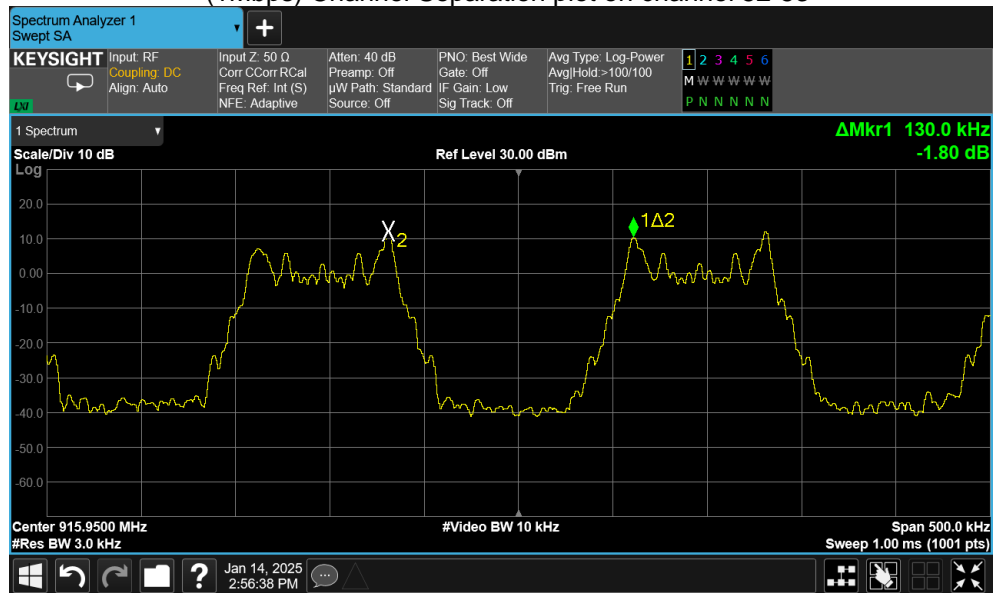 Spectrum Analyzer 1
Swept SA
+
KEYSIGHT
LXI
Input: RF
Coupling: DC
Align: Auto
Input Z: 50 Ω
Corr CCorr RCal
Freq Ref: Int (S)
NFE: Adaptive
Atten: 40 dB
Preamp: Off
µW Path: Standard
Source: Off
PNO: Best Wide
Gate: Off
IF Gain: Low
Sig Track: Off
Avg Type: Log-Power
Avg|Hold:>100/100
Trig: Free Run
1 2 3 4 5 6
M W W W W W
P N N N N N
1 Spectrum
ΔMkr1 130.0 kHz
-1.80 dB
Scale/Div 10 dB
Ref Level 30.00 dBm
Log
20.0
10.0
0.00
-10.0
-20.0
-30.0
-40.0
-50.0
-60.0
X2
1Δ2
Center 915.9500 MHz
#Video BW 10 kHz
Span 500.0 kHz
#Res BW 3.0 kHz
Sweep 1.00 ms (1001 pts)
?
Jan 14, 2025
2:56:38 PM